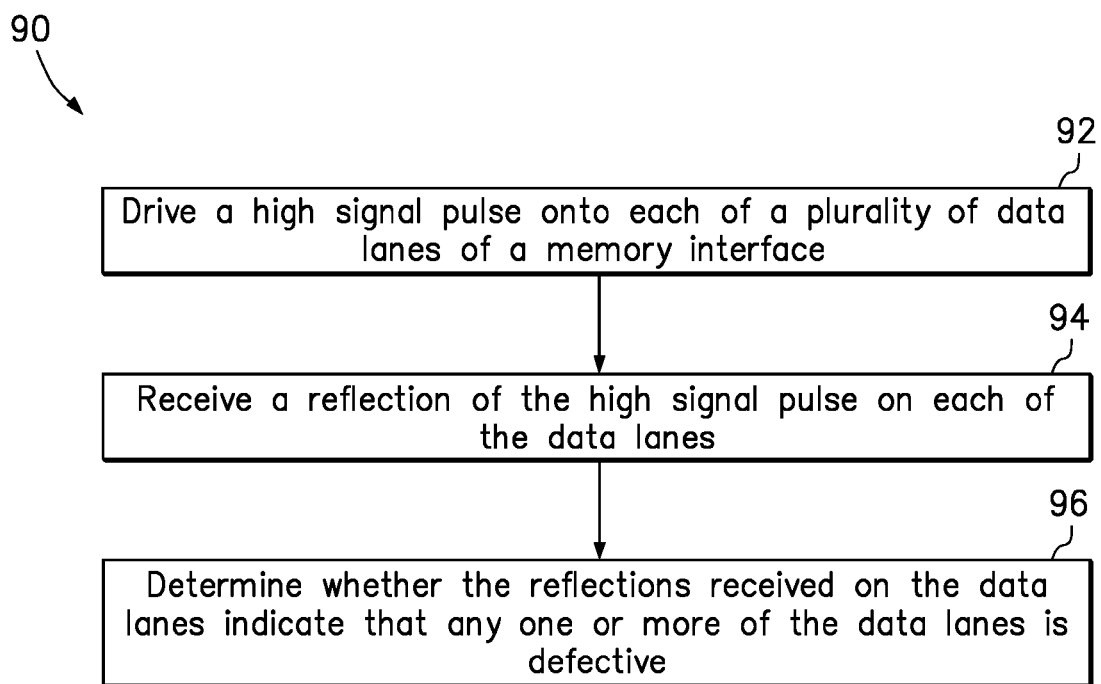 90
92
Drive a high signal pulse onto each of a plurality of data
lanes of a memory interface
94
Receive a reflection of the high signal pulse on each of
the data lanes
96
Determine whether the reflections received on the data
lanes indicate that any one or more of the data lanes is
defective